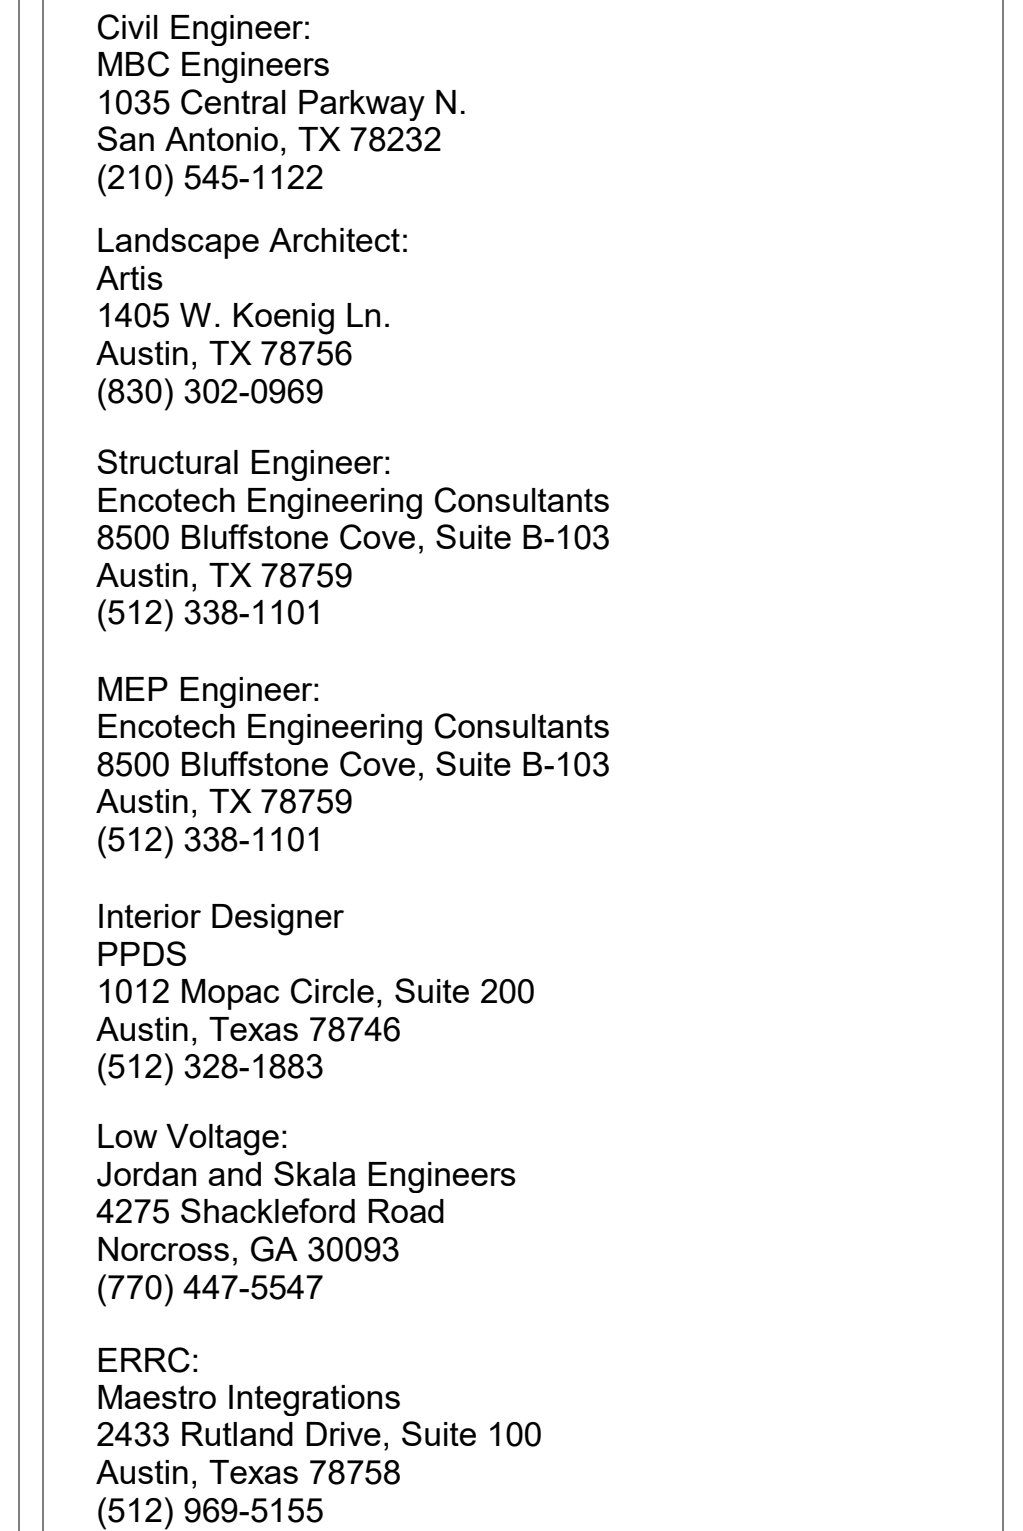 Civil Engineer:
MBC Engineers
1035 Central Parkway N.
San Antonio, TX 78232
(210) 545-1122
Landscape Architect:
Artis
1405 W. Koenig Ln.
Austin, TX 78756
(830) 302-0969
Structural Engineer:
Encotech Engineering Consultants
8500 Bluffstone Cove, Suite B-103
Austin, TX 78759
(512) 338-1101
MEP Engineer:
Encotech Engineering Consultants
8500 Bluffstone Cove, Suite B-103
Austin, TX 78759
(512) 338-1101
Interior Designer
PPDS
1012 Mopac Circle, Suite 200
Austin, Texas 78746
(512) 328-1883
Low Voltage:
Jordan and Skala Engineers
4275 Shackleford Road
Norcross, GA 30093
(770) 447-5547
ERRC:
Maestro Integrations
2433 Rutland Drive, Suite 100
Austin, Texas 78758
(512) 969-5155